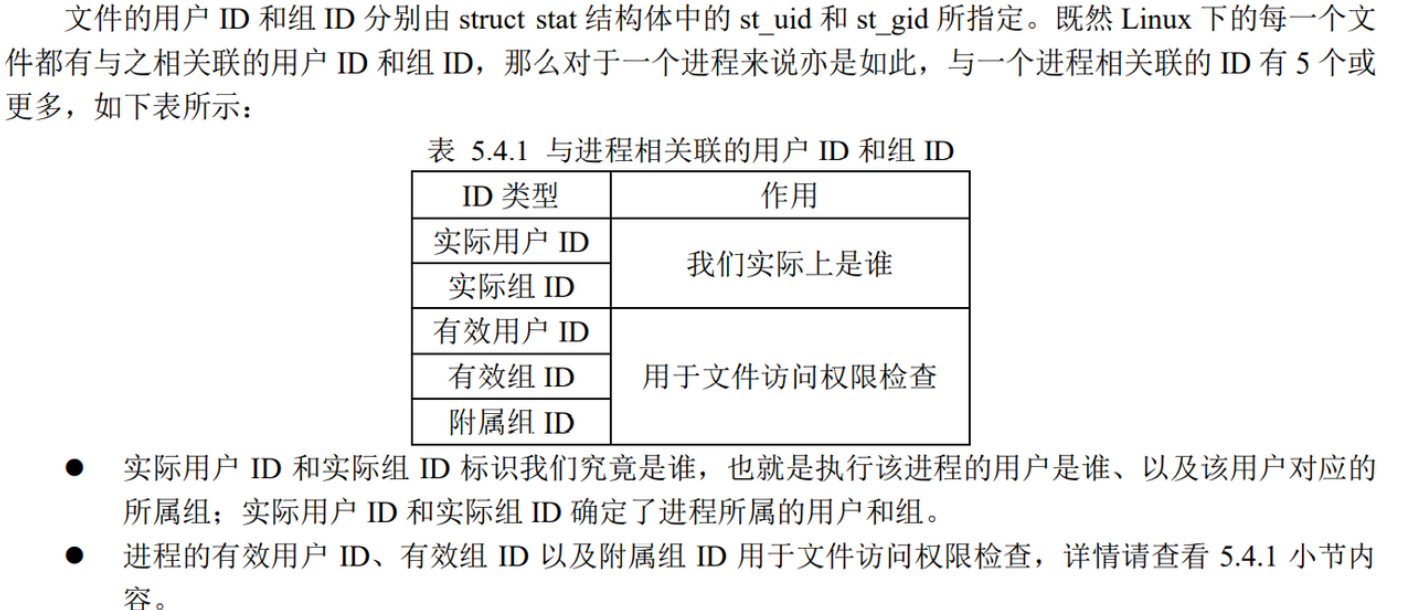 文件的用户 ID 和组 ID 分别由 struct stat 结构体中的 st_uid 和 st_gid 所指定。既然 Linux 下的每一个文
件都有与之相关联的用户 ID 和组 ID，那么对于一个进程来说亦是如此，与一个进程相关联的 ID 有 5 个或
更多，如下表所示：
表 5.4.1 与进程相关联的用户 ID 和组 ID
ID 类型 作用
实际用户 ID
我们实际上是谁
实际组 ID
有效用户 ID
有效组 ID 用于文件访问权限检查
附属组 ID
● 实际用户 ID 和实际组 ID 标识我们究竟是谁，也就是执行该进程的用户是谁、以及该用户对应的
所属组；实际用户 ID 和实际组 ID 确定了进程所属的用户和组。
● 进程的有效用户 ID、有效组 ID 以及附属组 ID 用于文件访问权限检查，详情请查看 5.4.1 小节内
容。